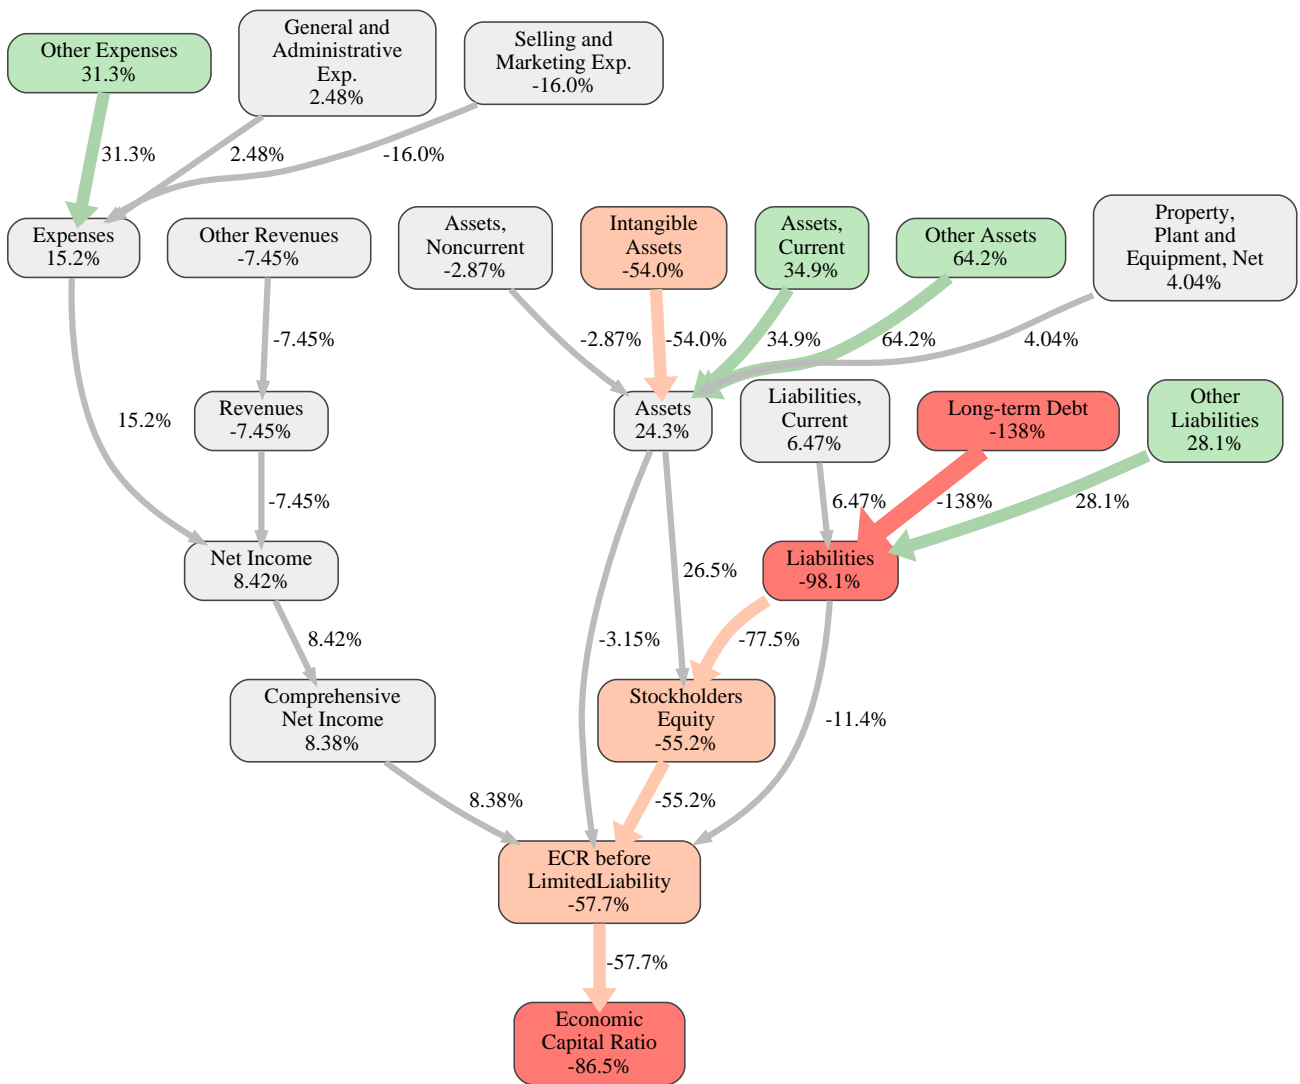 Other Expenses
31.3%
General and
Administrative
Exp.
2.48%
Selling and
Marketing Exp.
-16.0%
31.3%
2.48%
-16.0%
Expenses
15.2%
Other Revenues
-7.45%
Assets,
Noncurrent
-2.87%
Intangible
Assets
-54.0%
Assets,
Current
34.9%
Other Assets
64.2%
Property,
Plant and
Equipment, Net
4.04%
-7.45%
-2.87%
-54.0%
34.9%
64.2%
4.04%
15.2%
Revenues
-7.45%
Assets
24.3%
Liabilities,
Current
6.47%
Long-term Debt
-138%
Other
Liabilities
28.1%
-7.45%
6.47%
-138%
28.1%
Net Income
8.42%
26.5%
Liabilities
-98.1%
8.42%
-3.15%
-77.5%
Comprehensive
Net Income
8.38%
Stockholders
Equity
-55.2%
-11.4%
8.38%
-55.2%
ECR before
LimitedLiability
-57.7%
-57.7%
Economic
Capital Ratio
-86.5%